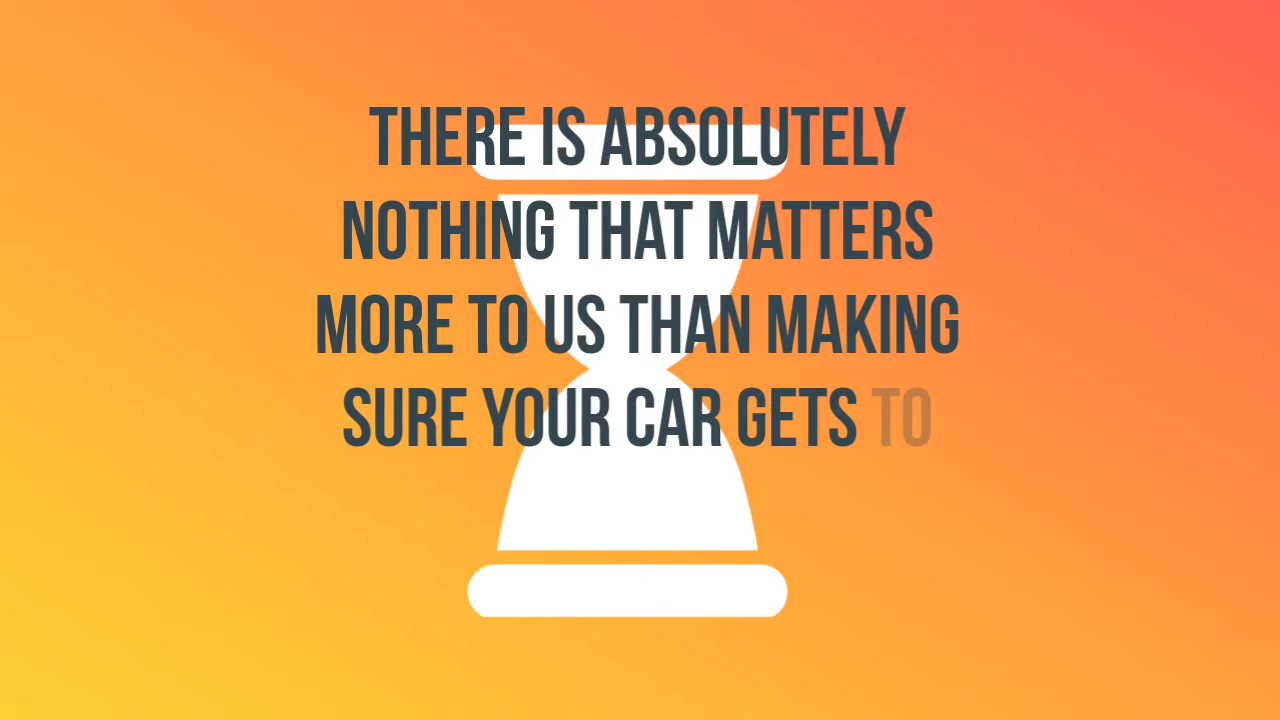 THERE IS ABSOLUTELY
NOTHING THAT MATTERS
MORE TO US THAN MAKING
SURE YOUR CAR GETS TO